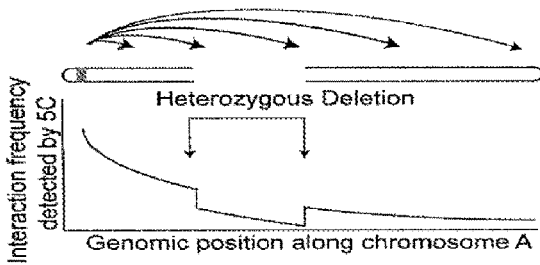 Heterozygous Deletion
Interaction frequency
detected by 5C
Genomic position along chromosome A